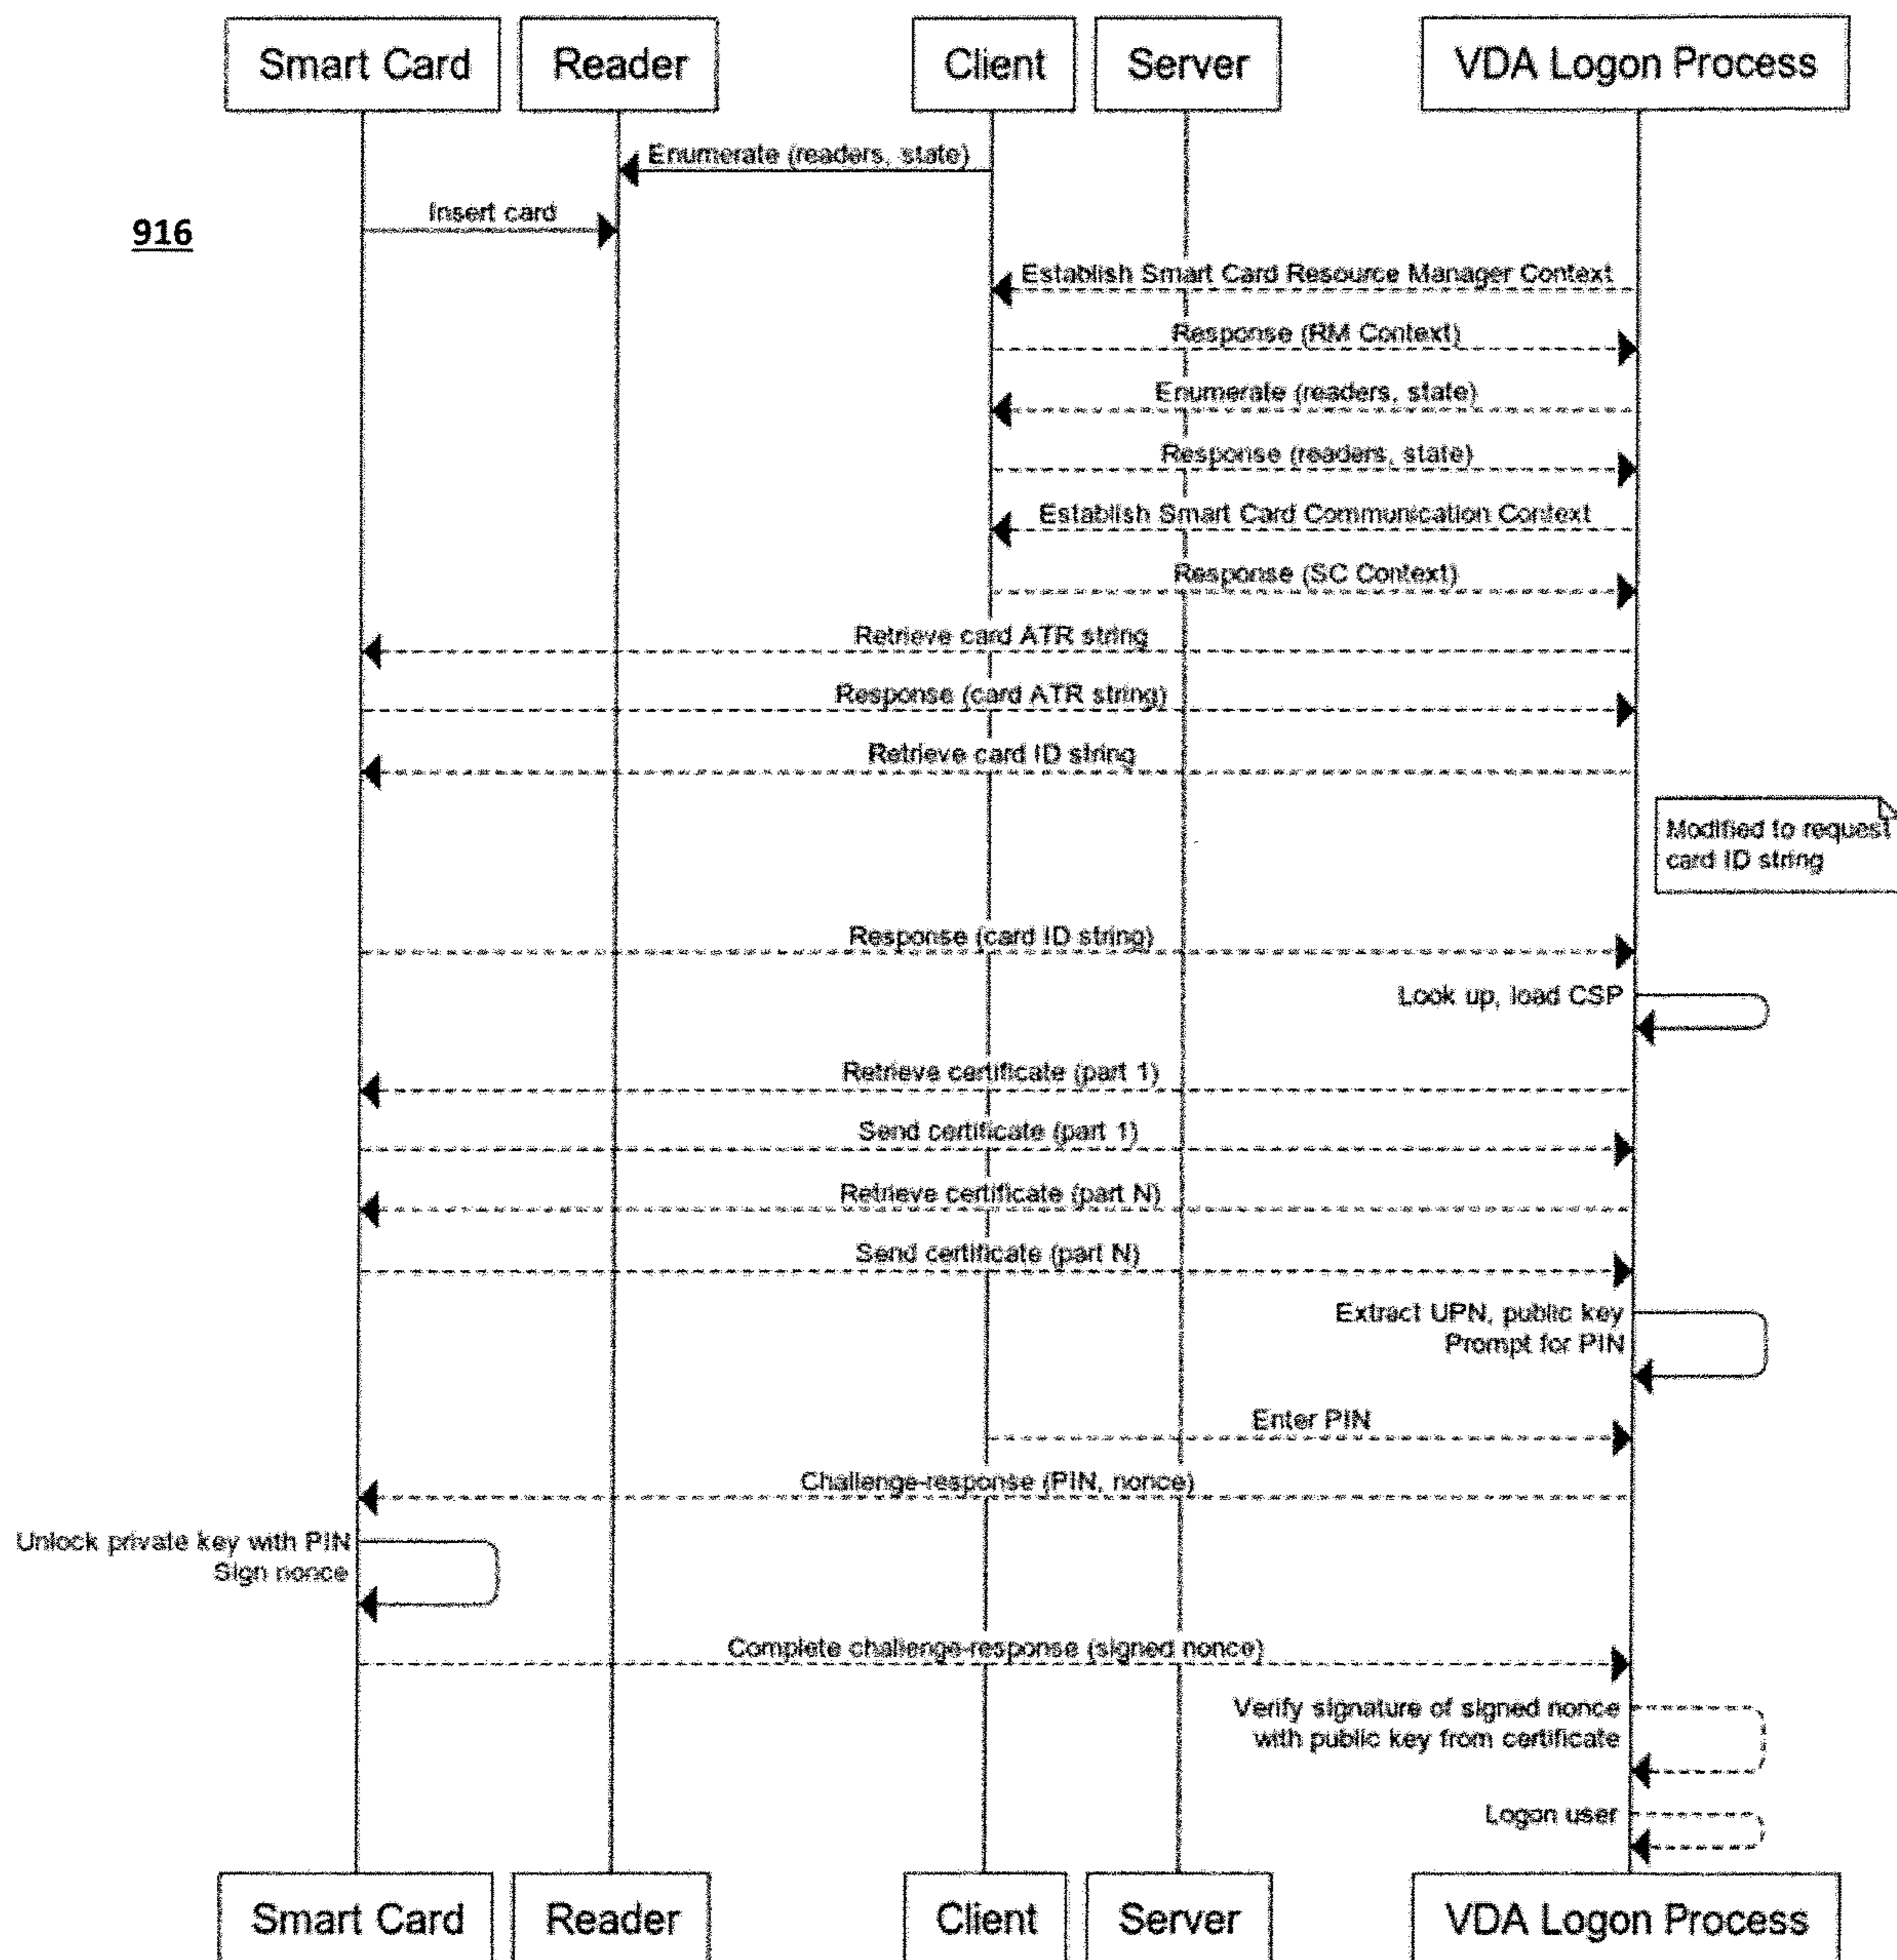 Smart Card
Reader
Client
Server
VDA Logon Process
Enumerate (readers, state)
Insert card
916
Establish Smart Card Resource Manager Context
Response (RM Context)
Enumerate (readers, state)
Response (readers, state)
Establish Smart Card Communication Context
Response (SC Context)
Retrieve card ATR string
Response (card ATR string)
Retrieve card ID string
Modified to request
card ID string
Response (card ID string)
Look up, load CSP
Retrieve certificate (part 1)
Send certificate (part 1)
Retrieve certificate (part N)
Send certificate (part N)
Extract UPN, public key
Prompt for PIN
Enter PIN
Challenge-response (PIN, nonce)
Unlock private key with PIN
Sign nonce
Complete challenge-response (signed nonce)
Verify signature of signed nonce
with public key from certificate
Logon user
Smart Card
Reader
Client
Server
VDA Logon Process